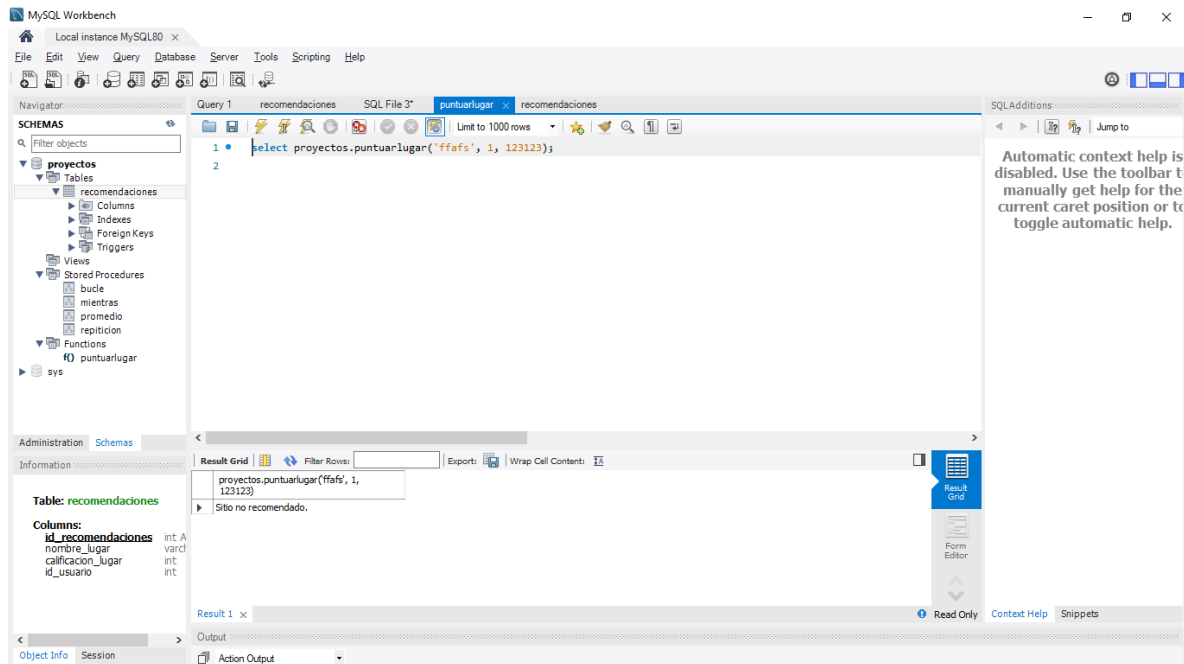 MySQL Workbench
Local instance MySQL80
File Edit View Query Database Server Tools Scripting Help
Navigator
SCHEMAS
Filter objects
proyectos
Tables
recomendaciones
Columns
Indexes
Foreign Keys
Triggers
Views
Stored Procedures
bucle
mientras
promedio
repiticion
Functions
f() puntuarlugar
sys
Administration Schemas
Information
Table: recomendaciones
Columns:
id_recomendaciones int A
nombre_lugar varch
calificacion_lugar int
id_usuario int
Object Info Session
Query 1 recomendaciones SQL File 3* puntuarlugar recomendaciones
Limit to 1000 rows
1 select proyectos.puntuarlugar('ffafs', 1, 123123);
2
Result Grid Filter Rows: Export: Wrap Cell Content: IA
proyectos.puntuarlugar('ffafs', 1,
123123)
Sitio no recomendado.
Result
Grid
Form
Editor
Result 1 Read Only
Output
Action Output
SQLAdditions
Jump to
Automatic context help is
disabled. Use the toolbar t
manually get help for the
current caret position or to
toggle automatic help.
Context Help Snippets